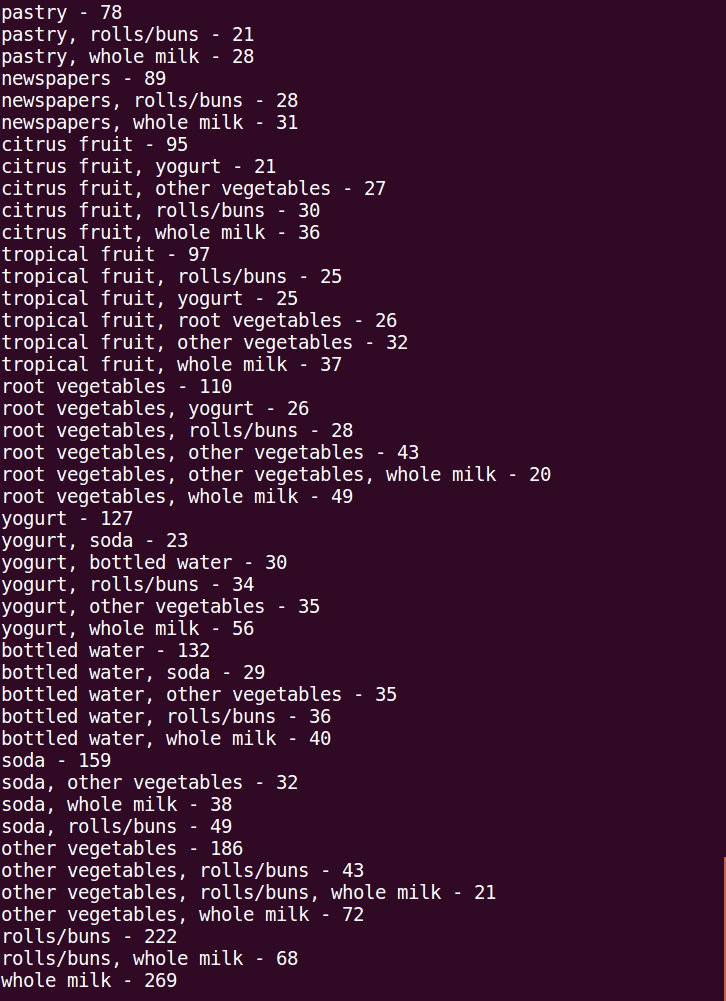 pastry - 78
pastry, rolls/buns - 21
pastry, whole milk - 28
newspapers - 89
newspapers, rolls/buns - 28
newspapers, whole milk - 31
citrus fruit - 95
citrus fruit, yogurt - 21
citrus fruit, other vegetables - 27
citrus fruit, rolls/buns - 30
citrus fruit, whole milk - 36
tropical fruit - 97
tropical fruit, rolls/buns - 25
tropical fruit, yogurt - 25
tropical fruit, root vegetables - 26
tropical fruit, other vegetables - 32
tropical fruit, whole milk - 37
root vegetables - 110
root vegetables, yogurt - 26
root vegetables, rolls/buns - 28
root vegetables, other vegetables - 43
root vegetables, other vegetables, whole milk - 20
root vegetables, whole milk - 49
yogurt - 127
yogurt, soda - 23
yogurt, bottled water - 30
yogurt, rolls/buns - 34
yogurt, other vegetables - 35
yogurt, whole milk - 56
bottled water - 132
bottled water, soda - 29
bottled water, other vegetables - 35
bottled water, rolls/buns - 36
bottled water, whole milk - 40
soda - 159
soda, other vegetables - 32
soda, whole milk - 38
soda, rolls/buns - 49
other vegetables - 186
other vegetables, rolls/buns - 43
other vegetables, rolls/buns, whole milk - 21
other vegetables, whole milk - 72
rolls/buns - 222
rolls/buns, whole milk - 68
whole milk - 269